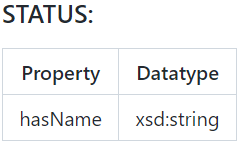 STATUS:
Property Datatype
hasName xsd:string